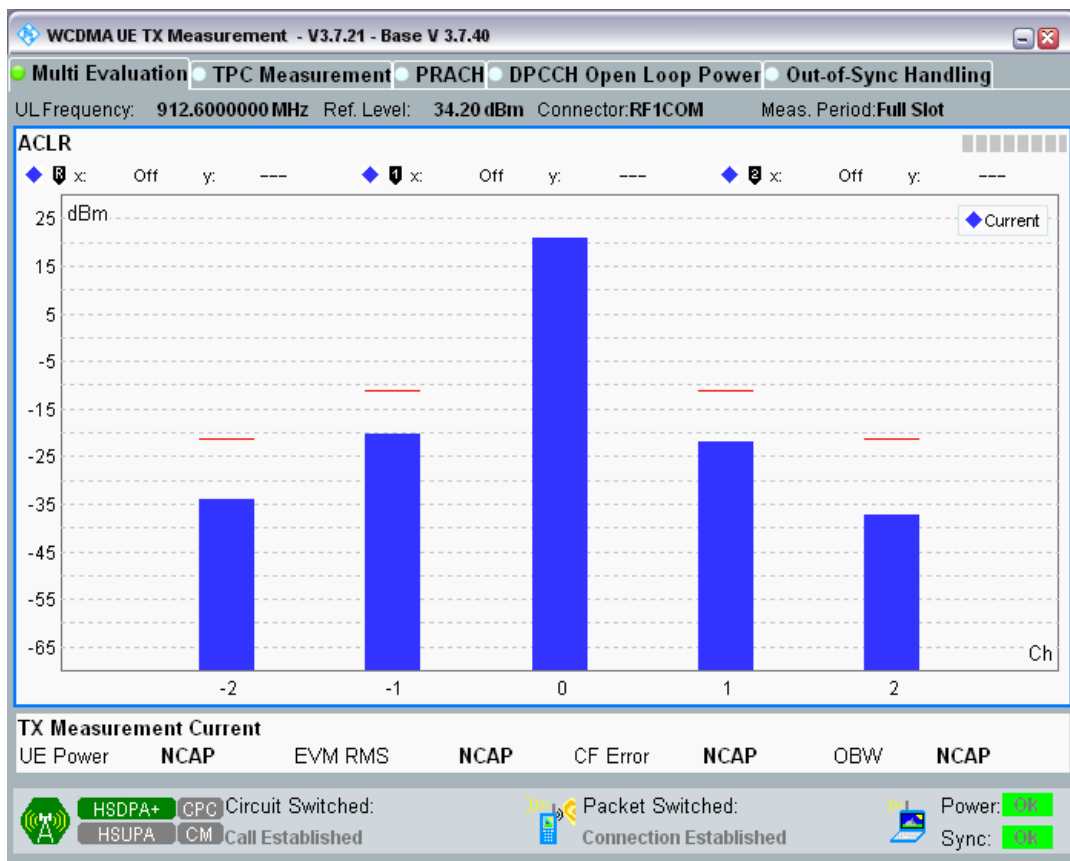 WCDMA UE TX Measurement - V3.7.21 - Base V 3.7.40
Multi Evaluation TPC Measurement PRACH DPCCH Open Loop Power Out-of-Sync Handling
UL Frequency: 912.6000000 MHz Ref. Level: 34.20 dBm Connector:RF1COM Meas. Period:Full Slot
ACLR
R x: Off y: --- 1 x: Off y: --- 2 x: Off y: ---
dBm
Current
25
15
5
-5
-15
-25
-35
-45
-55
-65
Ch
-2 -1 0 1 2
TX Measurement Current
UE Power NCAP EVM RMS NCAP CF Error NCAP OBW NCAP
HSDPA+ CPC Circuit Switched: Packet Switched: Power: OK
HSUPA CM Call Established Connection Established Sync: OK